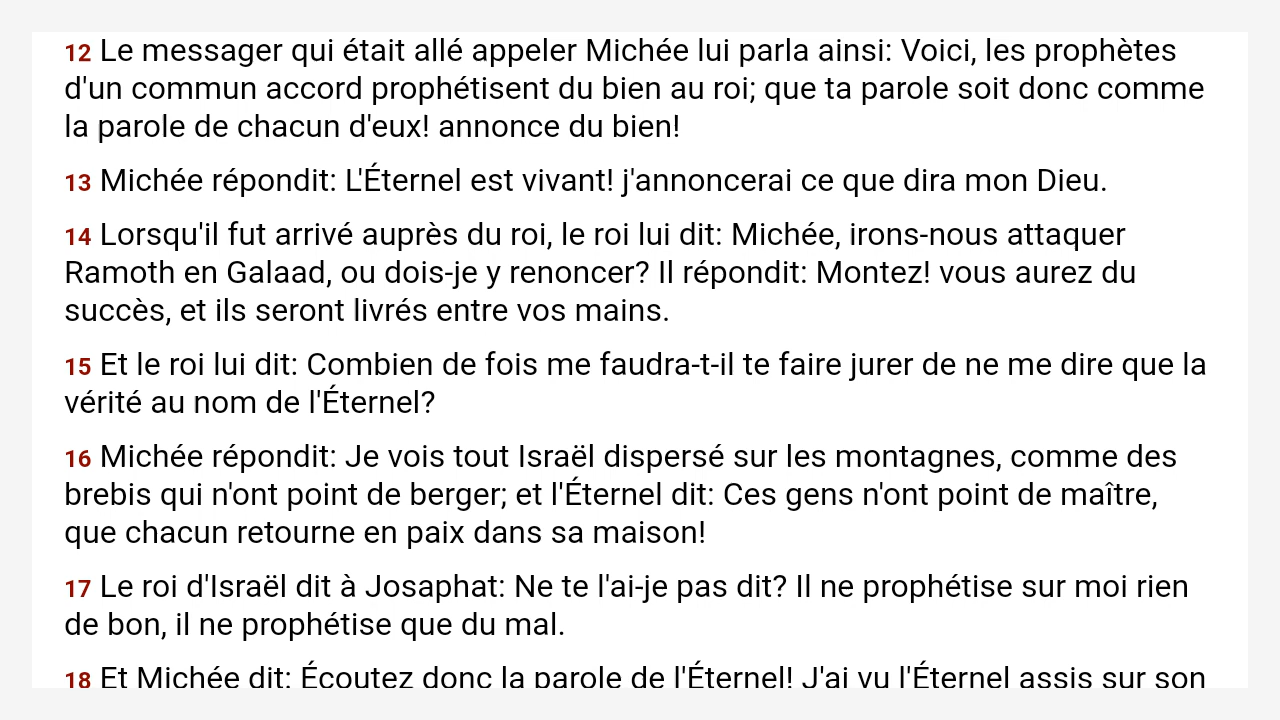 12 Le messager qui était allé appeler Michée lui parla ainsi: Voici, les prophètes
d'un commun accord prophétisent du bien au roi; que ta parole soit donc comme
la parole de chacun d'eux! annonce du bien!
13 Michée répondit: L'Éternel est vivant! j'annoncerai ce que dira mon Dieu.
14 Lorsqu'il fut arrivé auprès du roi, le roi lui dit: Michée, irons-nous attaquer
Ramoth en Galaad, ou dois-je y renoncer? Il répondit: Montez! vous aurez du
succès, et ils seront livrés entre vos mains.
15 Et le roi lui dit: Combien de fois me faudra-t-il te faire jurer de ne me dire que la
vérité au nom de l'Éternel?
16 Michée répondit: Je vois tout Israël dispersé sur les montagnes, comme des
brebis qui n'ont point de berger; et l'Éternel dit: Ces gens n'ont point de maître,
que chacun retourne en paix dans sa maison!
17 Le roi d'Israël dit à Josaphat: Ne te l'ai-je pas dit? Il ne prophétise sur moi rien
de bon, il ne prophétise que du mal.
18 Et Michée dit: Écoutez donc la parole de l'Éternel! J'ai vu l'Éternel assis sur son